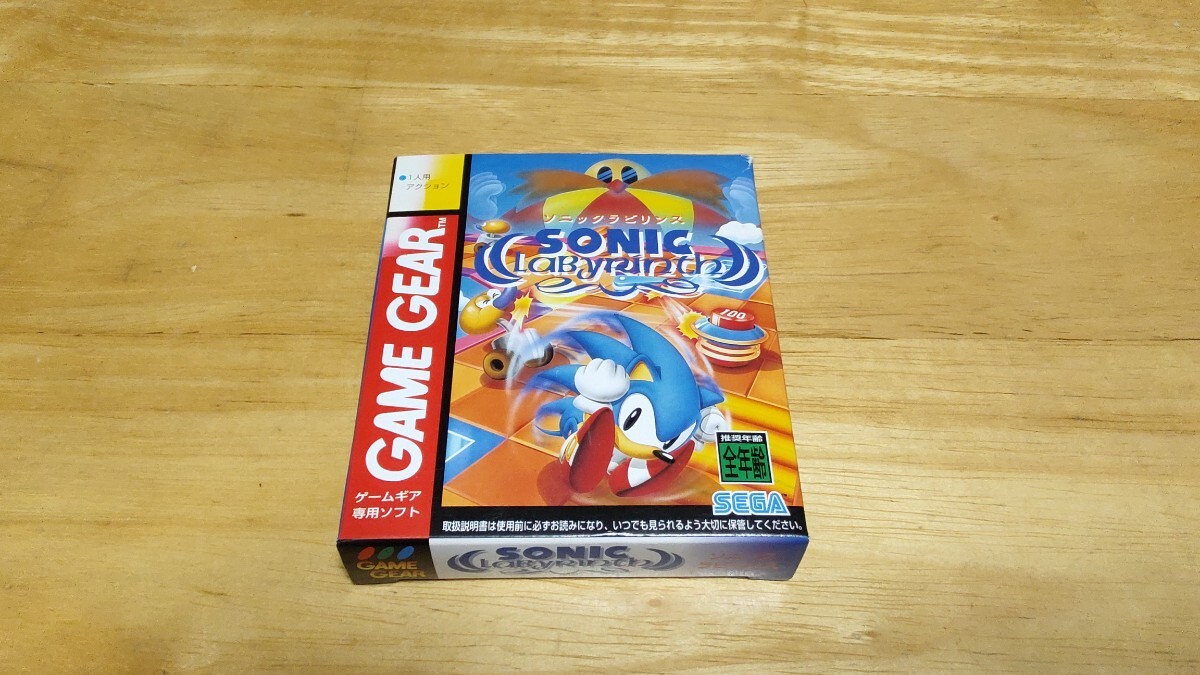 ●1人用
アクション
GAME GEAR™
ゲームギア
専用ソフト
ソニックラビリンス
SONIC
LaByrinth
100
推奨年齢
全年齢
SEGA
取扱説明書は使用前に必ずお読みになり、いつでも見られるよう大切に保管してください。
GAME
GEAR
SONIC
LaByrinth